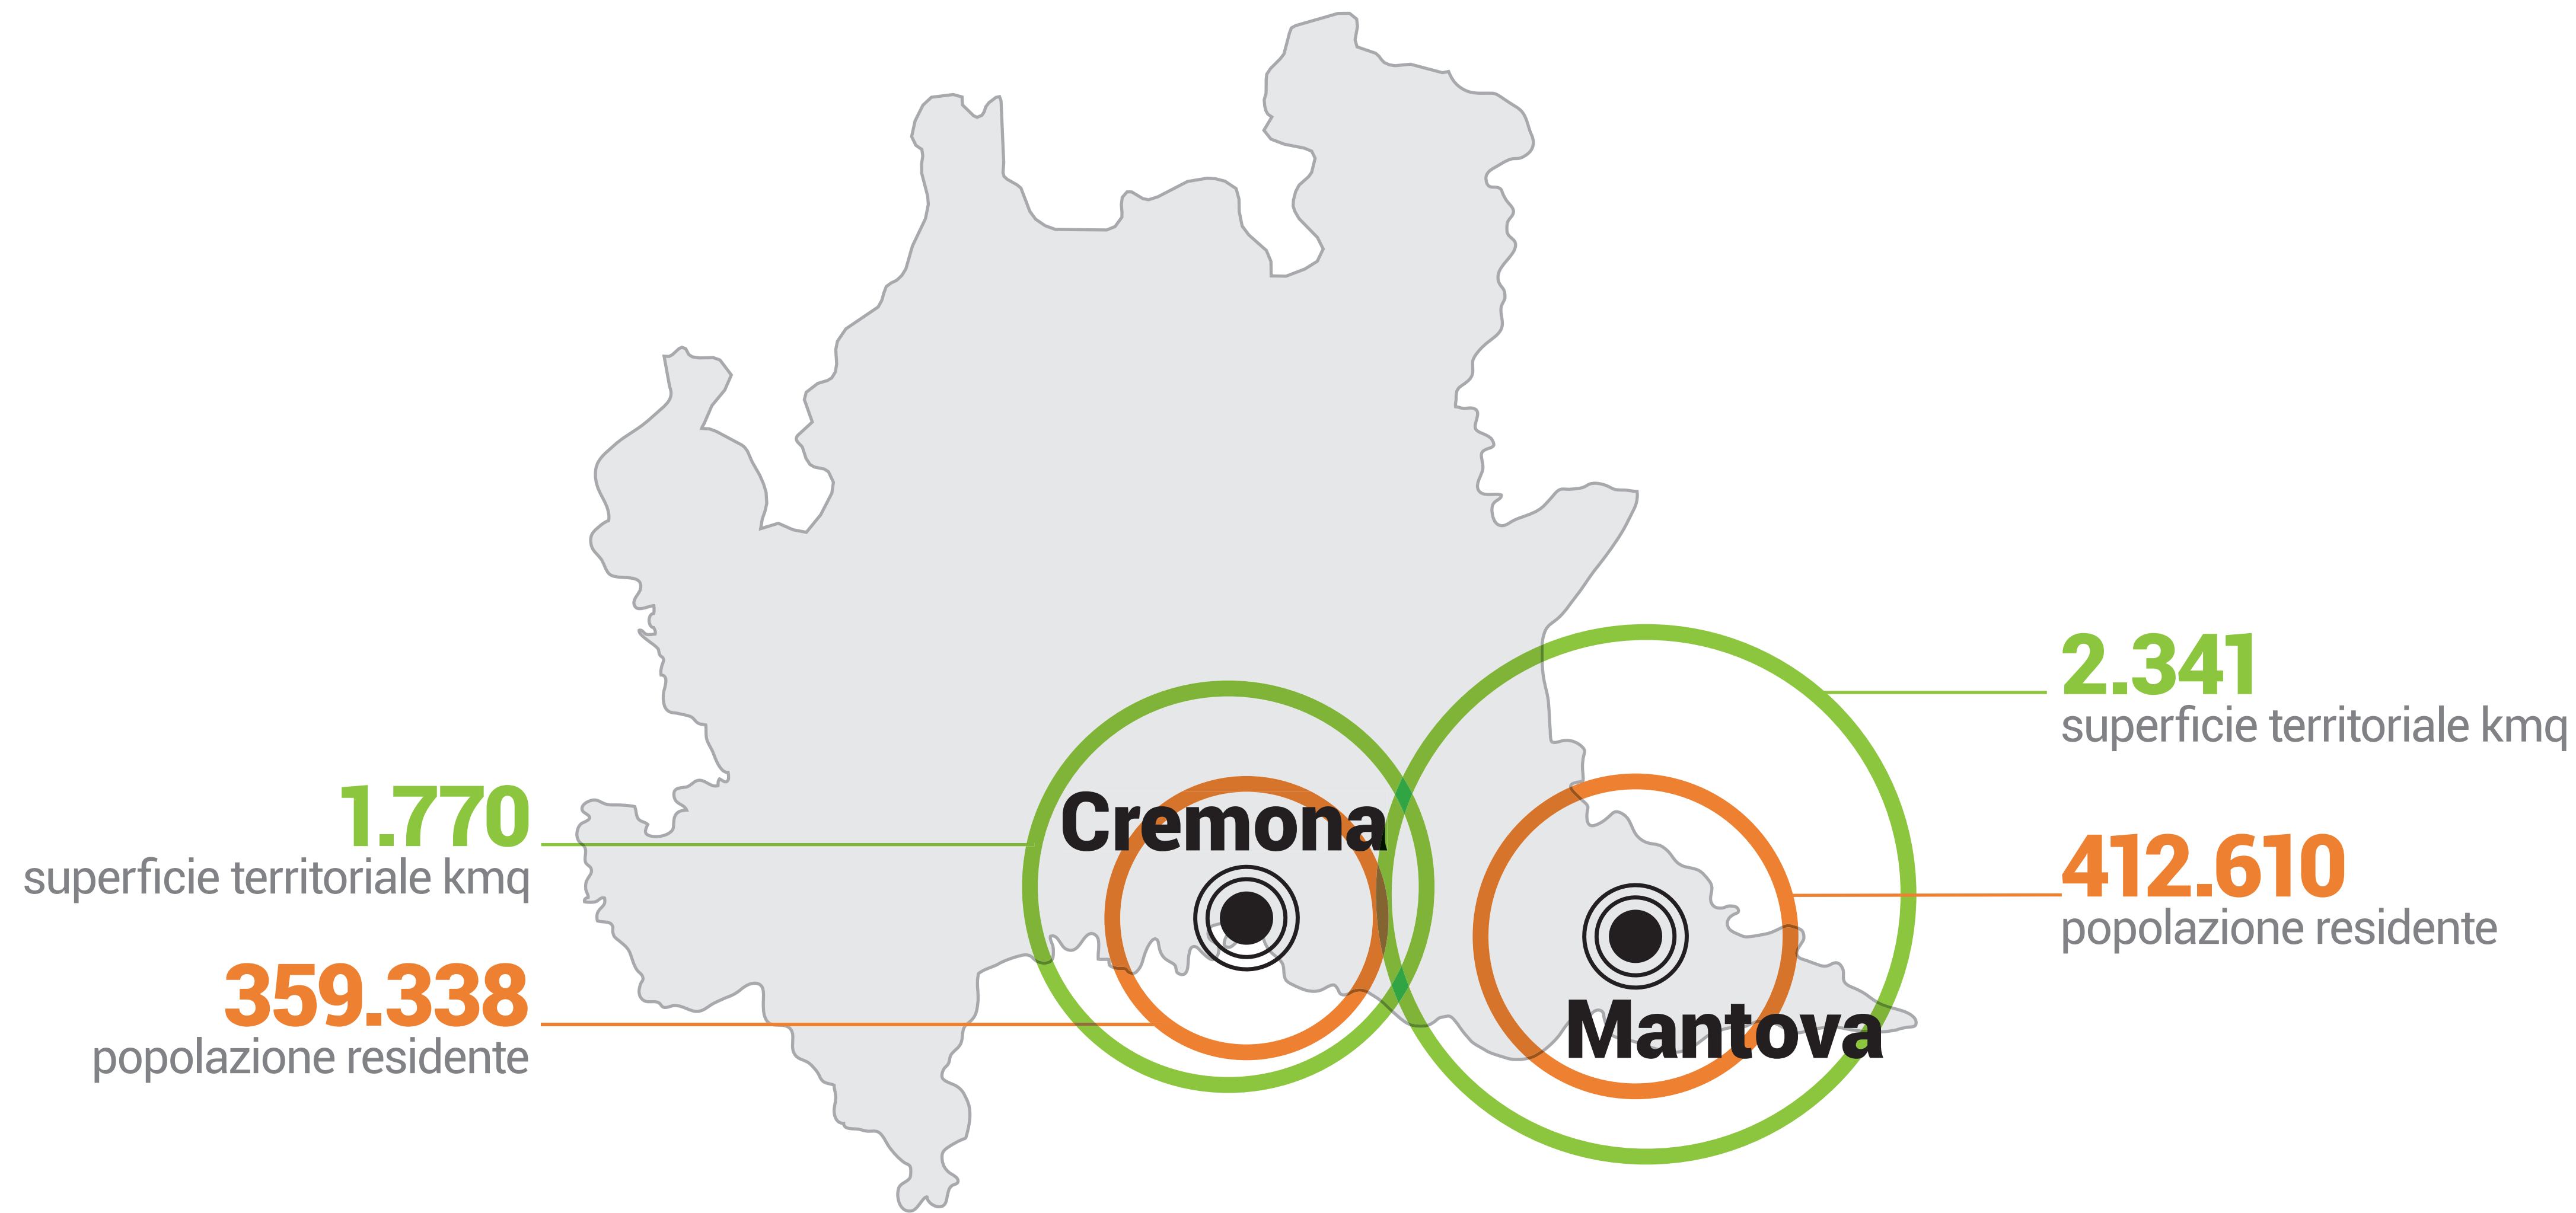 1.770
superficie territoriale kmq
359.338
popolazione residente
Cremona
Mantova
2.341
superficie territoriale kmq
412.610
popolazione residente